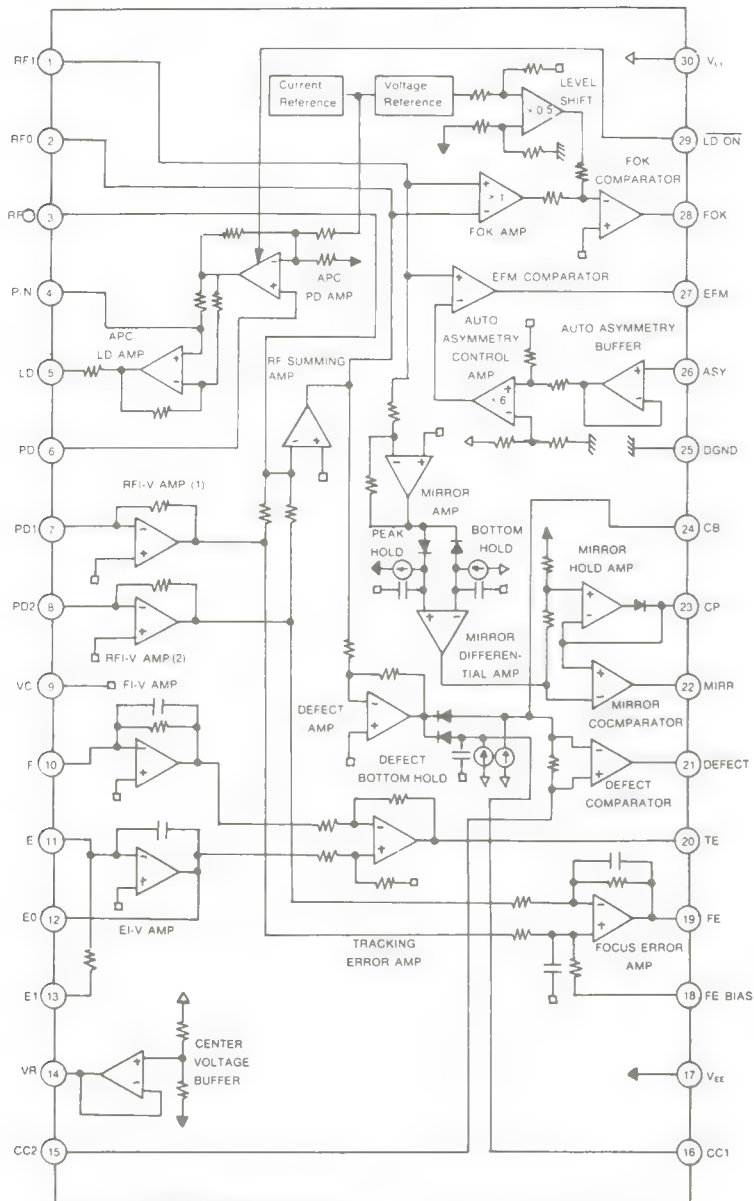 RF1
1
RF0
2
3
P-N
4
LD
5
PD
6
PD1
7
PD2
8
VC
9
F
10
E
11
E0
12
E1
13
VR
14
CC2
15
30
29
LD ON
28
FOK
27
EFM
26
ASY
25
DGND
24
CB
23
CP
22
MIRR
21
DEFECT
20
TE
19
FE
18
FE BIAS
17
VEE
16
CC1
Current
Reference
Voltage
Reference
LEVEL
SHIFT
× 0.5
FOK
COMPARATOR
× 1
FOK AMP
APC
PD AMP
EFM COMPARATOR
APC
LD AMP
RF SUMMING
AMP
AUTO
ASYMMETRY
CONTROL
AMP
× 6
AUTO ASYMMETRY
BUFFER
RFI-V AMP (1)
MIRROR
AMP
PEAK
HOLD
BOTTOM
HOLD
MIRROR
HOLD AMP
RFI-V AMP (2)
MIRROR
DIFFEREN-
TIAL AMP
MIRROR
COCMPARATOR
FI-V AMP
DEFECT
AMP
DEFECT
BOTTOM HOLD
DEFECT
COMPARATOR
EI-V AMP
TRACKING
ERROR AMP
FOCUS ERROR
AMP
CENTER
VOLTAGE
BUFFER